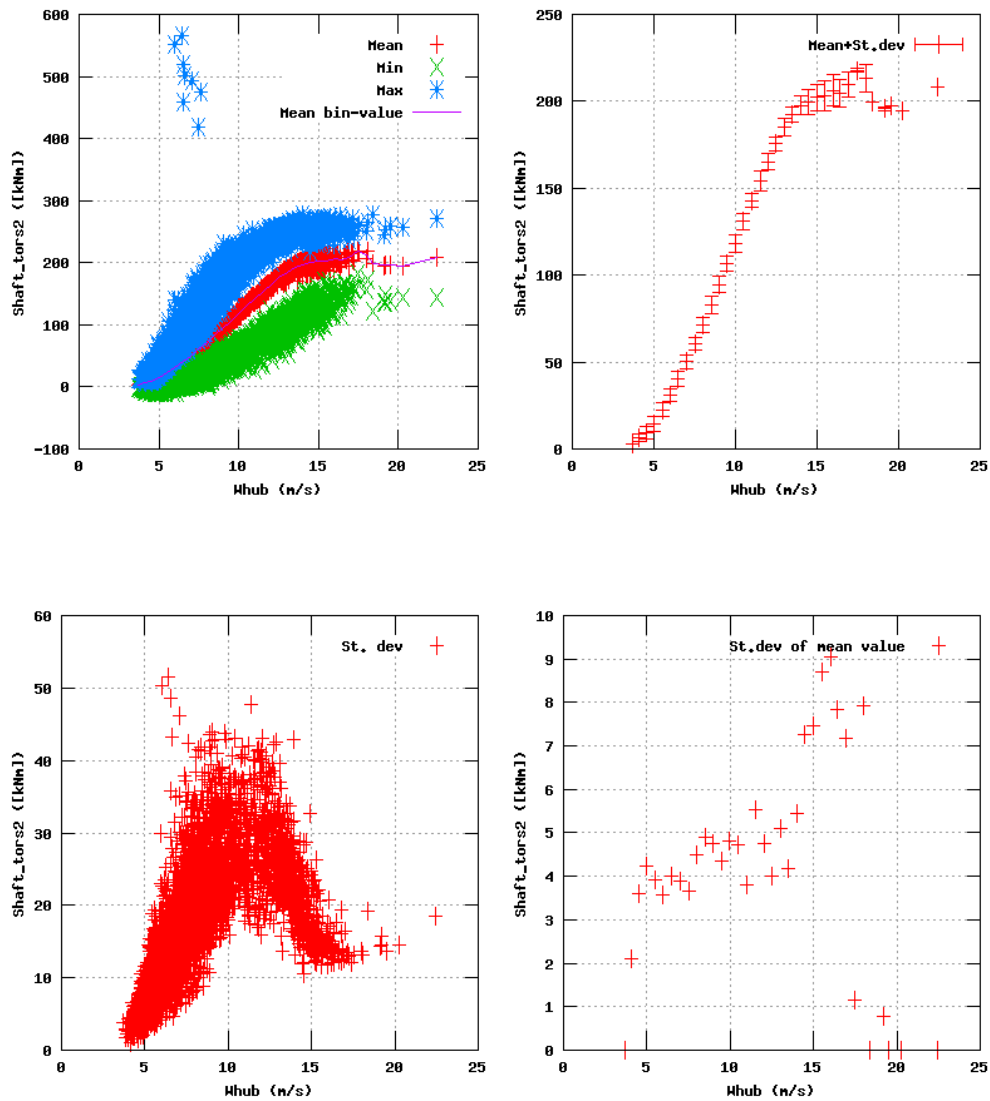 600
500
400
300
200
100
0
-100
0 5 10 15 20 25
Shaft_tors2 ([kNm])
Whub (m/s)
Mean
Min
Max
Mean bin-value
250
200
150
100
50
0
0 5 10 15 20 25
Shaft_tors2 ([kNm])
Whub (m/s)
Mean+St.dev
60
50
40
30
20
10
0
0 5 10 15 20 25
Shaft_tors2 ([kNm])
Whub (m/s)
St. dev
10
9
8
7
6
5
4
3
2
1
0
0 5 10 15 20 25
Shaft_tors2 ([kNm])
Whub (m/s)
St.dev of mean value